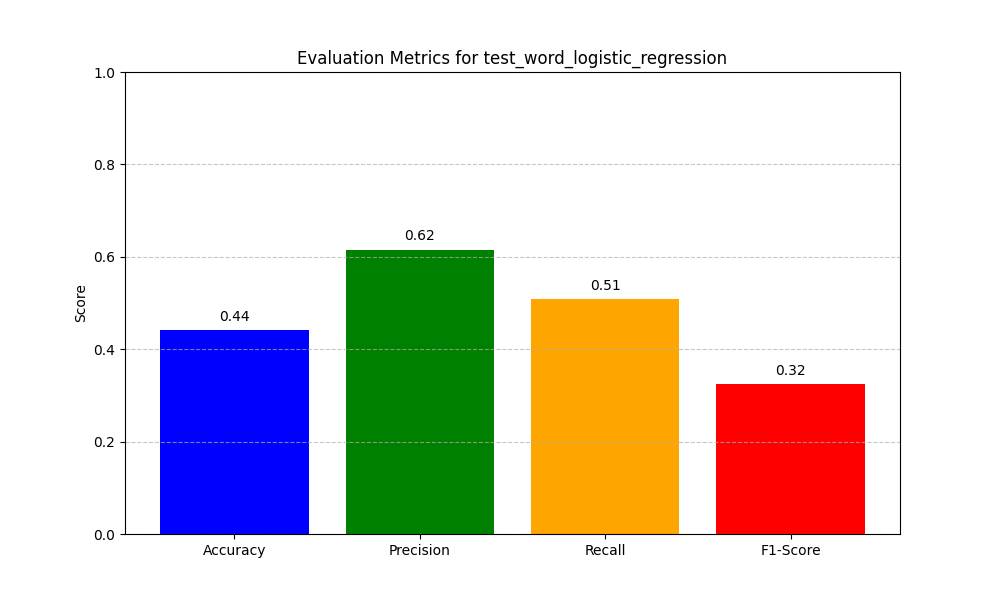 Evaluation Metrics for test_word_logistic_regression
1.0
0.8
0.6
0.4
0.2
0.0
Score
0.44
0.62
0.51
0.32
Accuracy
Precision
Recall
F1-Score